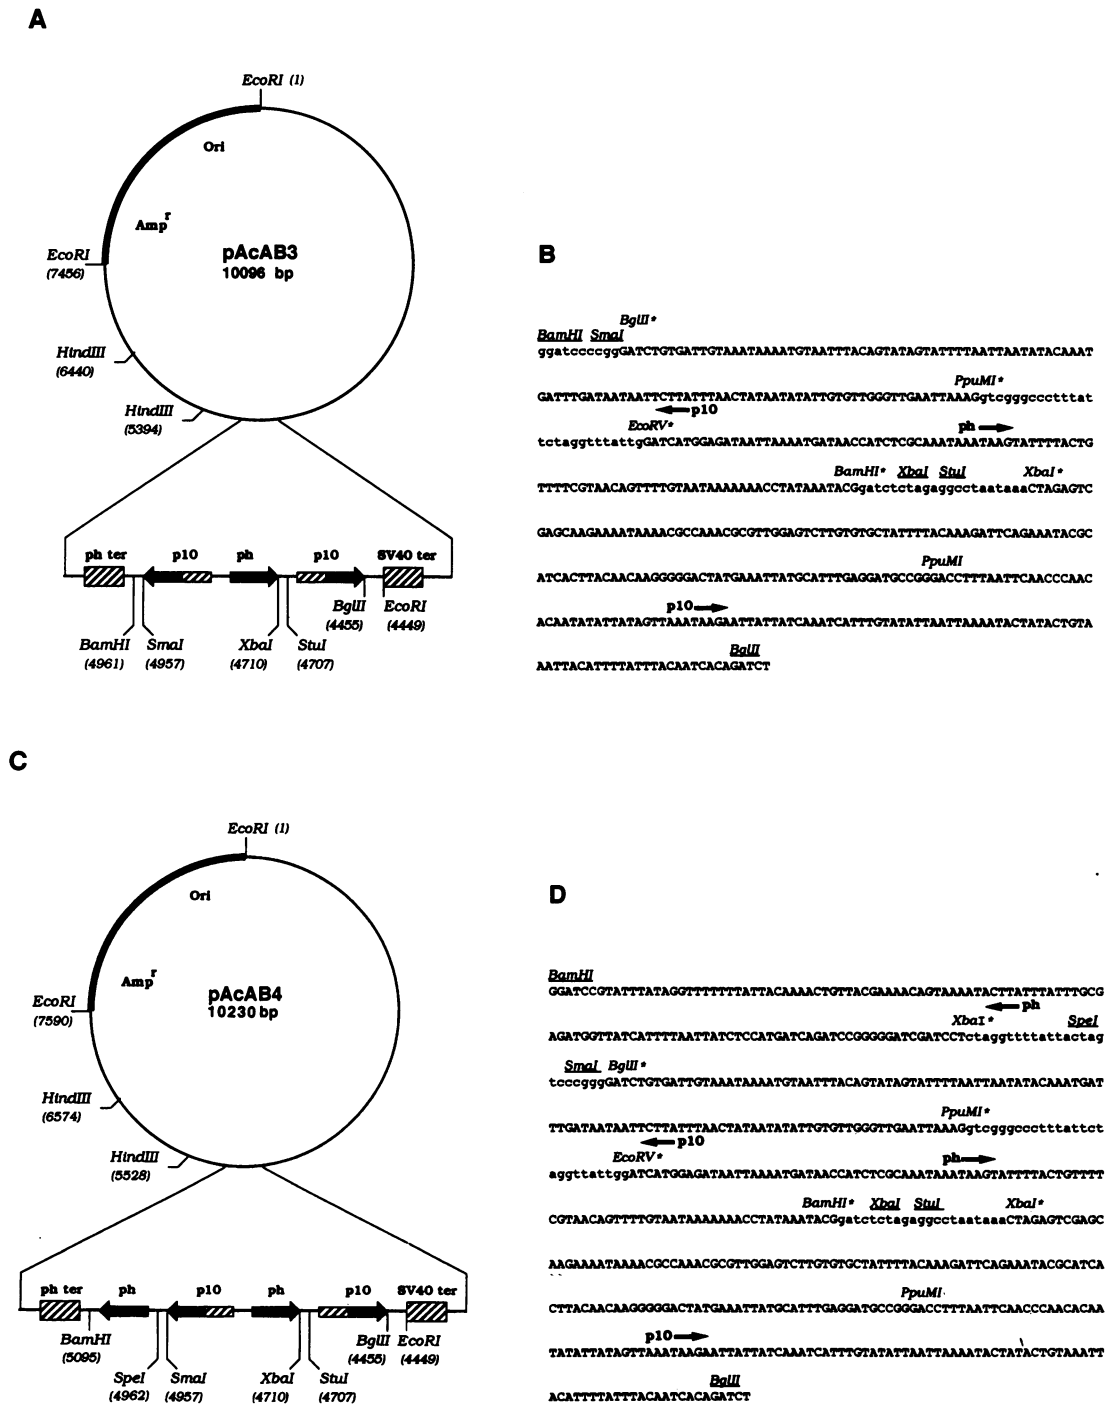 A
EcoRI (1)
Ori
Amp r
pAcAB3
10096 bp
EcoRI
(7456)
HindIII
(6440)
HindIII
(5394)
ph ter p10 ph p10 SV40 ter
BglII EcoRI
(4455) (4449)
BamHI SmaI XbaI StuI
(4961) (4957) (4710) (4707)
B
BglII*
BamHI SmaI
ggatccccgggGATCTGTGATTGTAAATAAAATGTAATTTACAGTATAGTATTTTAATTAATATACAAAT
PpuMI*
GATTTGATAATAATTCTTATTTAACTATAATATATTGTGTTGGGTTGAATTAAAGgtcgggccctttat
p10
EcoRV* ph
tctaggtttattgGATCATGGAGATAATTAAAATGATAACCATCTCGCAAATAAATAAGTATTTTACTG
BamHI* XbaI StuI XbaI*
TTTTCGTAACAGTTTTGTAATAAAAAAACCTATAAATACGgatctctagaggcctaataaaCTAGAGTC
GAGCAAGAAAATAAAACGCCAAACGCGTTGGAGTCTTGTGTGCTATTTTACAAAGATTCAGAAATACGC
PpuMI
ATCACTTACAACAAGGGGGACTATGAAATTATGCATTTGAGGATGCCGGGACCTTTAATTCAACCCAAC
p10
ACAATATATTATAGTTAAATAAGAATTATTATCAAATCATTTGTATATTAATTAAAATACTATACTGTA
BglII
AATTACATTTTATTTACAATCACAGATCT
C
EcoRI (1)
Ori
Amp r
pAcAB4
10230 bp
EcoRI
(7590)
HindIII
(6574)
HindIII
(5528)
ph ter ph p10 ph p10 SV40 ter
BamHI BglII EcoRI
(5095) (4455) (4449)
SpeI SmaI XbaI StuI
(4962) (4957) (4710) (4707)
D
BamHI
GGATCCGTATTTATAGGTTTTTTTATTACAAAACTGTTACGAAAACAGTAAAATACTTATTTATTTGCG
ph
XbaI* SpeI
AGATGGTTATCATTTTAATTATCTCCATGATCAGATCCGGGGGATCGATCCTctaggttttattactag
SmaI BglII*
tcccgggGATCTGTGATTGTAAATAAAATGTAATTTACAGTATAGTATTTTAATTAATATACAAATGAT
PpuMI*
TTGATAATAATTCTTATTTAACTATAATATATTGTGTTGGGTTGAATTAAAGgtcgggccctttattct
p10
EcoRV* ph
aggttattggATCATGGAGATAATTAAAATGATAACCATCTCGCAAATAAATAAGTATTTTACTGTTTT
BamHI* XbaI StuI XbaI*
CGTAACAGTTTTGTAATAAAAAAACCTATAAATACGgatctctagaggcctaataaaCTAGAGTCGAGC
AAGAAAATAAAACGCCAAACGCGTTGGAGTCTTGTGTGCTATTTTACAAAGATTCAGAAATACGCATCA
PpuMI
CTTACAACAAGGGGGACTATGAAATTATGCATTTGAGGATGCCGGGACCTTTAATTCAACCCAACACAA
p10
TATATTATAGTTAAATAAGAATTATTATCAAATCATTTGTATATTAATTAAAATACTATACTGTAAATT
BglII
ACATTTTATTTACAATCACAGATCT